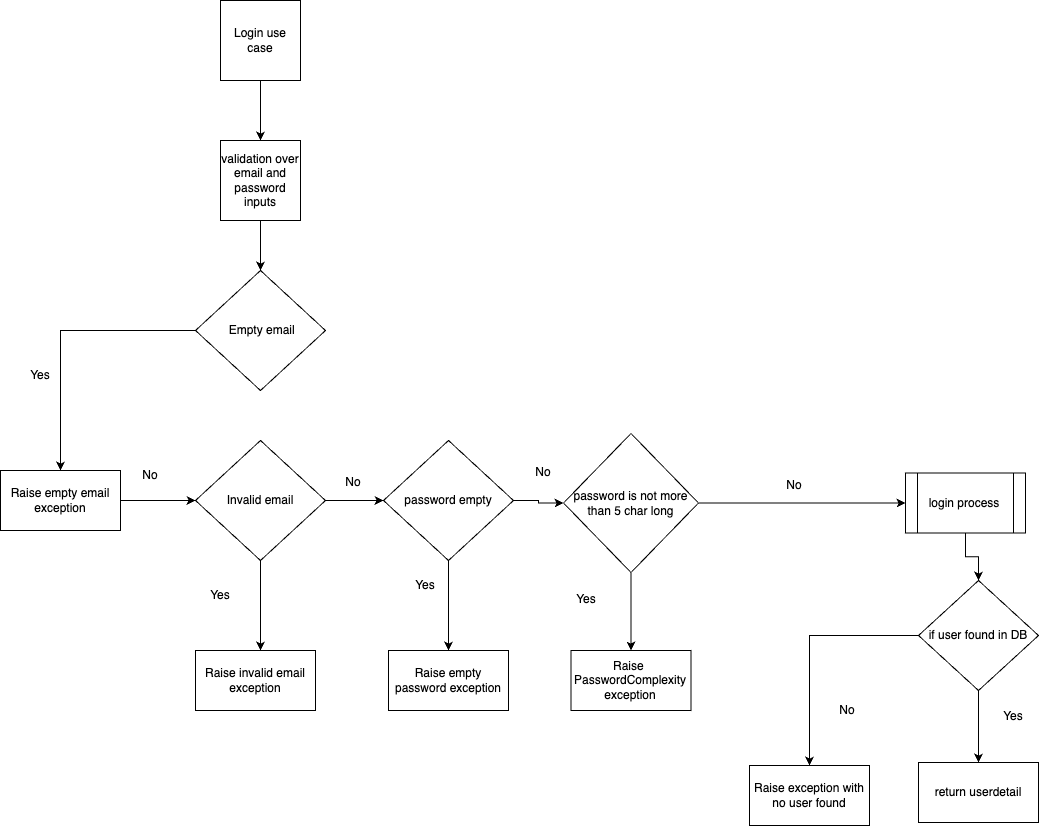 Login use
case
validation over
email and
password
inputs
Empty email
Yes
Raise empty email
exception
No
Invalid email
No
password empty
No
password is not more
than 5 char long
No
login process
Yes
Yes
Yes
Raise invalid email
exception
Raise empty
password exception
Raise
PasswordComplexity
exception
if user found in DB
No
Yes
Raise exception with
no user found
return userdetail